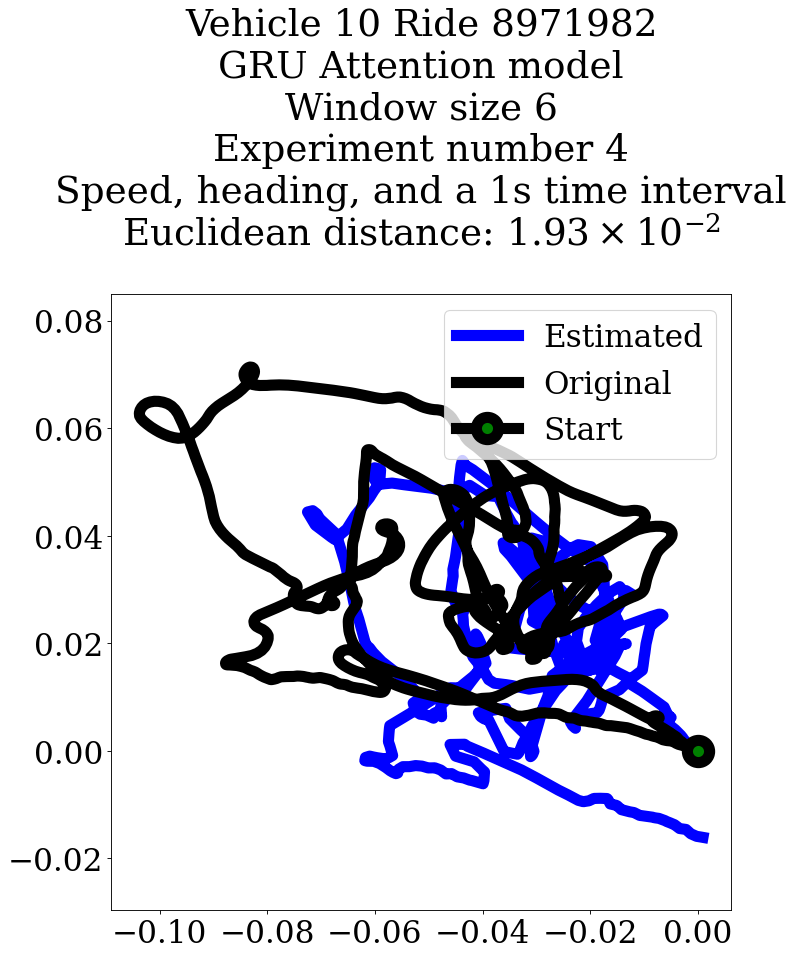 Vehicle 10 Ride 8971982
GRU Attention model
Window size 6
Experiment number 4
Speed, heading, and a 1s time interval
Euclidean distance: 1.93 × 10⁻²
Estimated
Original
Start
0.08
0.06
0.04
0.02
0.00
−0.02
−0.10 −0.08 −0.06 −0.04 −0.02 0.00